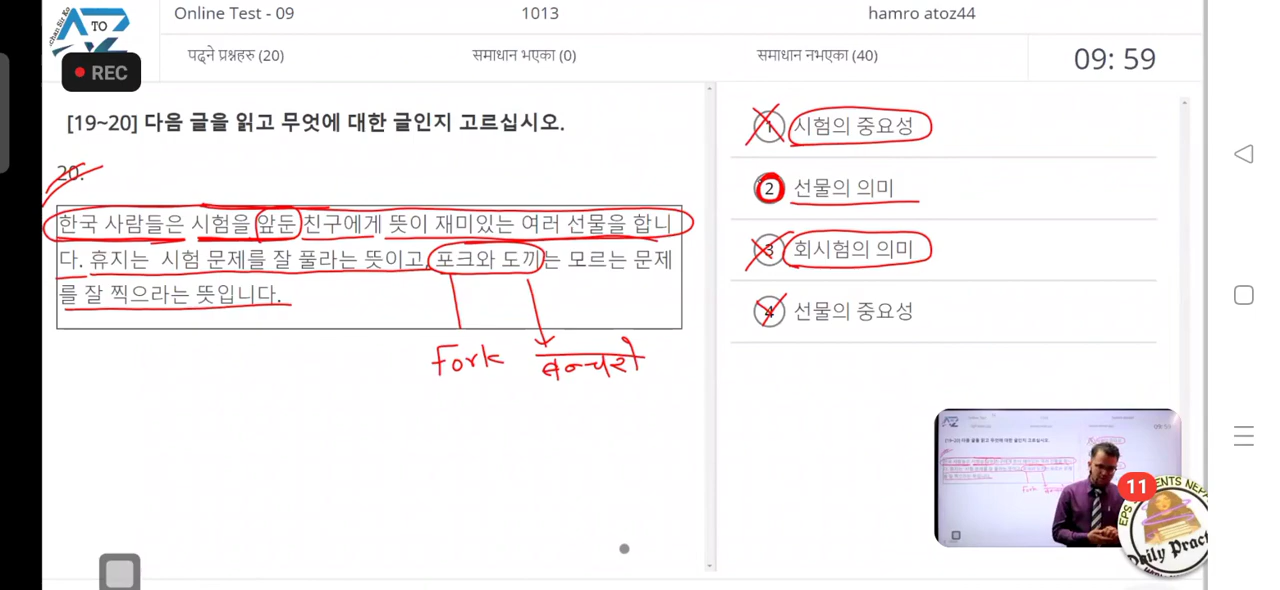 Online Test - 09
1013
hamro atoz44
TO
REC
पढ्ने प्रश्नहरु (20)
समाधान भएका (0)
समाधान नभएका (40)
09: 59
[19~20] 다음 글을 읽고 무엇에 대한 글인지 고르십시오.
20.
한국 사람들은 시험을 앞둔 친구에게 뜻이 재미있는 여러 선물을 합니
다. 휴지는 시험 문제를 잘 풀라는 뜻이고, 포크와 도끼는 모르는 문제
를 잘 찍으라는 뜻입니다.
Fork
बन्चरो
1 시험의 중요성
2 선물의 의미
3 회시험의 의미
4 선물의 중요성
11
Daily Pract